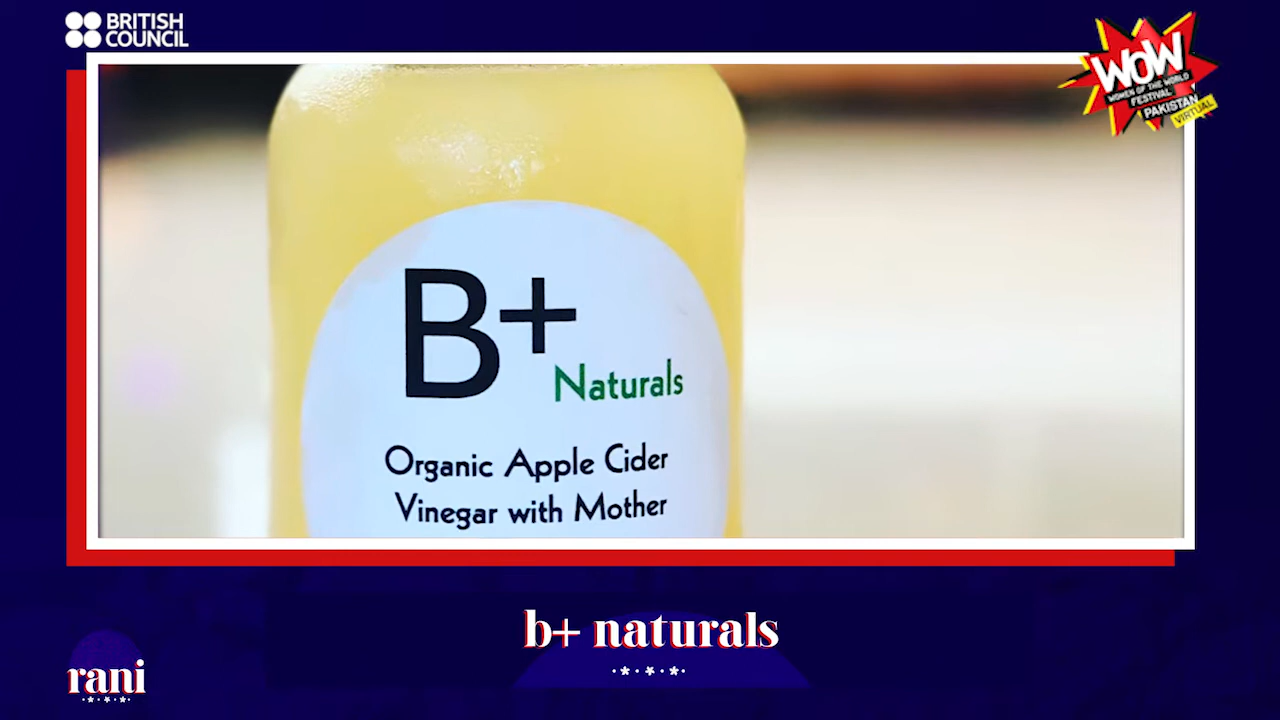 BRITISH
COUNCIL
WOW
WOMEN OF THE WORLD
FESTIVAL
PAKISTAN
VIRTUAL
B+
Naturals
Organic Apple Cider
Vinegar with Mother
b+ naturals
rani